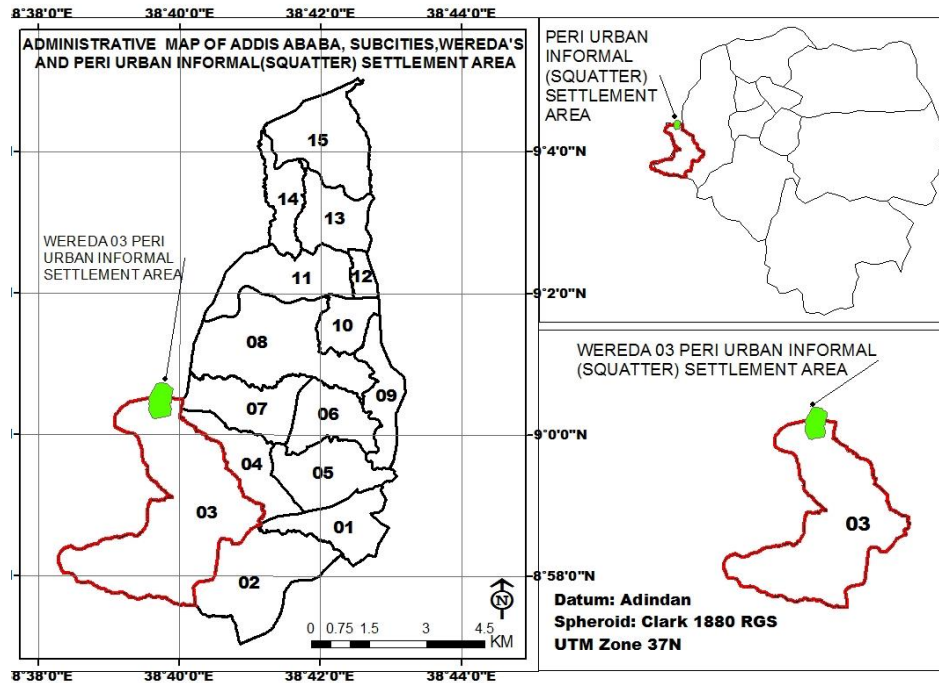 8°38'0"E 38°40'0"E 38°42'0"E 38°44'0"E
ADMINISTRATIVE MAP OF ADDIS ABABA, SUBCITIES,WEREDA'S
AND PERI URBAN INFORMAL(SQUATTER) SETTLEMENT AREA
15
14
13
WEREDA 03 PERI
URBAN INFORMAL
SETTLEMENT AREA
11
12
10
08
09
07
06
04
05
03
01
02
N
0 0.75 1.5 3 4.5
KM
9°4'0"N
9°2'0"N
9°0'0"N
8°58'0"N
8°38'0"E 38°40'0"E 38°42'0"E 38°44'0"E
PERI URBAN
INFORMAL
(SQUATTER)
SETTLEMENT
AREA
WEREDA 03 PERI URBAN INFORMAL
(SQUATTER) SETTLEMENT AREA
03
Datum: Adindan
Spheroid: Clark 1880 RGS
UTM Zone 37N